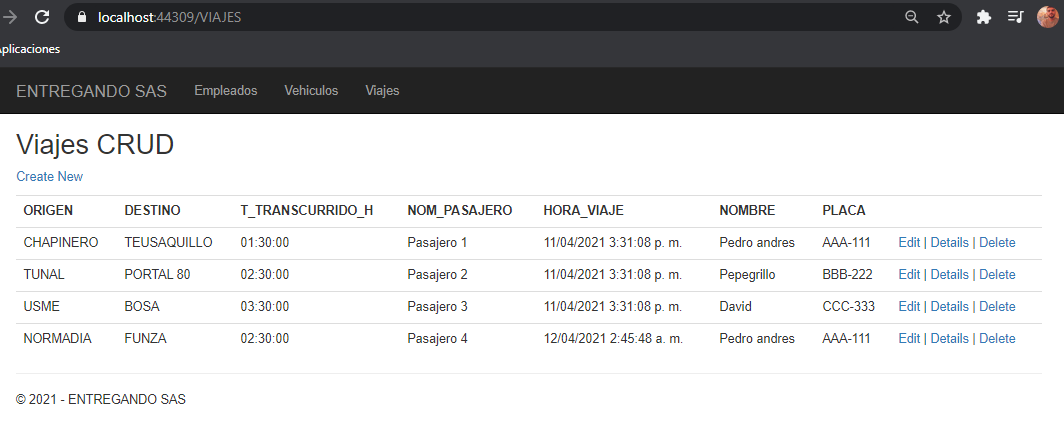 localhost:44309/VIAJES
Aplicaciones
ENTREGANDO SAS Empleados Vehiculos Viajes
Viajes CRUD
Create New
ORIGEN DESTINO T_TRANSCURRIDO_H NOM_PASAJERO HORA_VIAJE NOMBRE PLACA
CHAPINERO TEUSAQUILLO 01:30:00 Pasajero 1 11/04/2021 3:31:08 p. m. Pedro andres AAA-111 Edit | Details | Delete
TUNAL PORTAL 80 02:30:00 Pasajero 2 11/04/2021 3:31:08 p. m. Pepegrillo BBB-222 Edit | Details | Delete
USME BOSA 03:30:00 Pasajero 3 11/04/2021 3:31:08 p. m. David CCC-333 Edit | Details | Delete
NORMADIA FUNZA 02:30:00 Pasajero 4 12/04/2021 2:45:48 a. m. Pedro andres AAA-111 Edit | Details | Delete
© 2021 - ENTREGANDO SAS